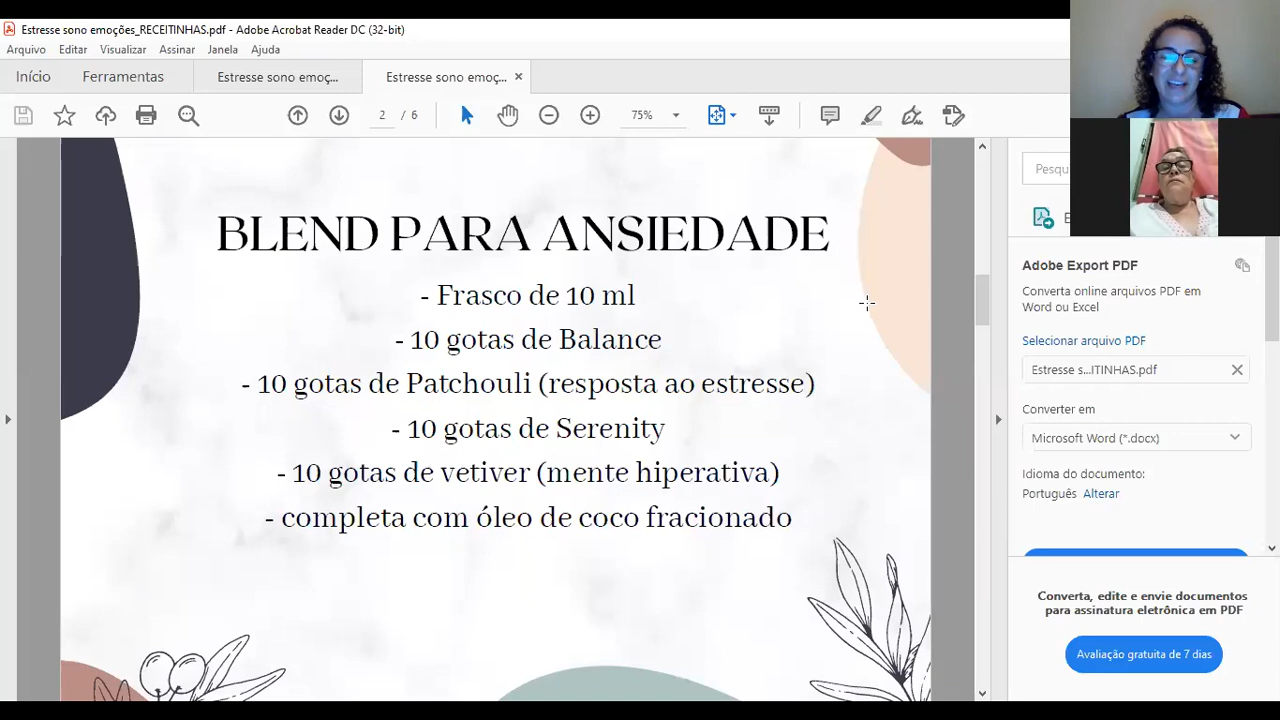 Estresse sono emoções_RECEITINHAS.pdf - Adobe Acrobat Reader DC (32-bit)
Arquivo Editar Visualizar Assinar Janela Ajuda
Início Ferramentas Estresse sono emoç... Estresse sono emoç... ×
2 / 6 75%
BLEND PARA ANSIEDADE
- Frasco de 10 ml
- 10 gotas de Balance
- 10 gotas de Patchouli (resposta ao estresse)
- 10 gotas de Serenity
- 10 gotas de vetiver (mente hiperativa)
- completa com óleo de coco fracionado
Pesqu
Adobe Export PDF
Converta online arquivos PDF em
Word ou Excel
Selecionar arquivo PDF
Estresse s...ITINHAS.pdf
Converter em
Microsoft Word (*.docx)
Idioma do documento:
Português Alterar
Converta, edite e envie documentos
para assinatura eletrônica em PDF
Avaliação gratuita de 7 dias